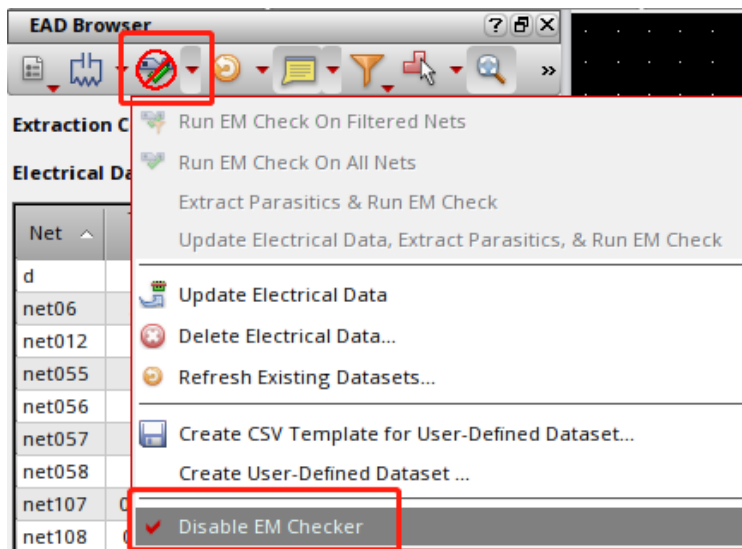 EAD Browser
Extraction C
Run EM Check On Filtered Nets
Run EM Check On All Nets
Electrical Da
Extract Parasitics & Run EM Check
Net
Update Electrical Data, Extract Parasitics, & Run EM Check
d
Update Electrical Data
net06
net012
Delete Electrical Data...
net055
Refresh Existing Datasets...
net056
net057
Create CSV Template for User-Defined Dataset...
net058
Create User-Defined Dataset ...
net107 0
Disable EM Checker
net108